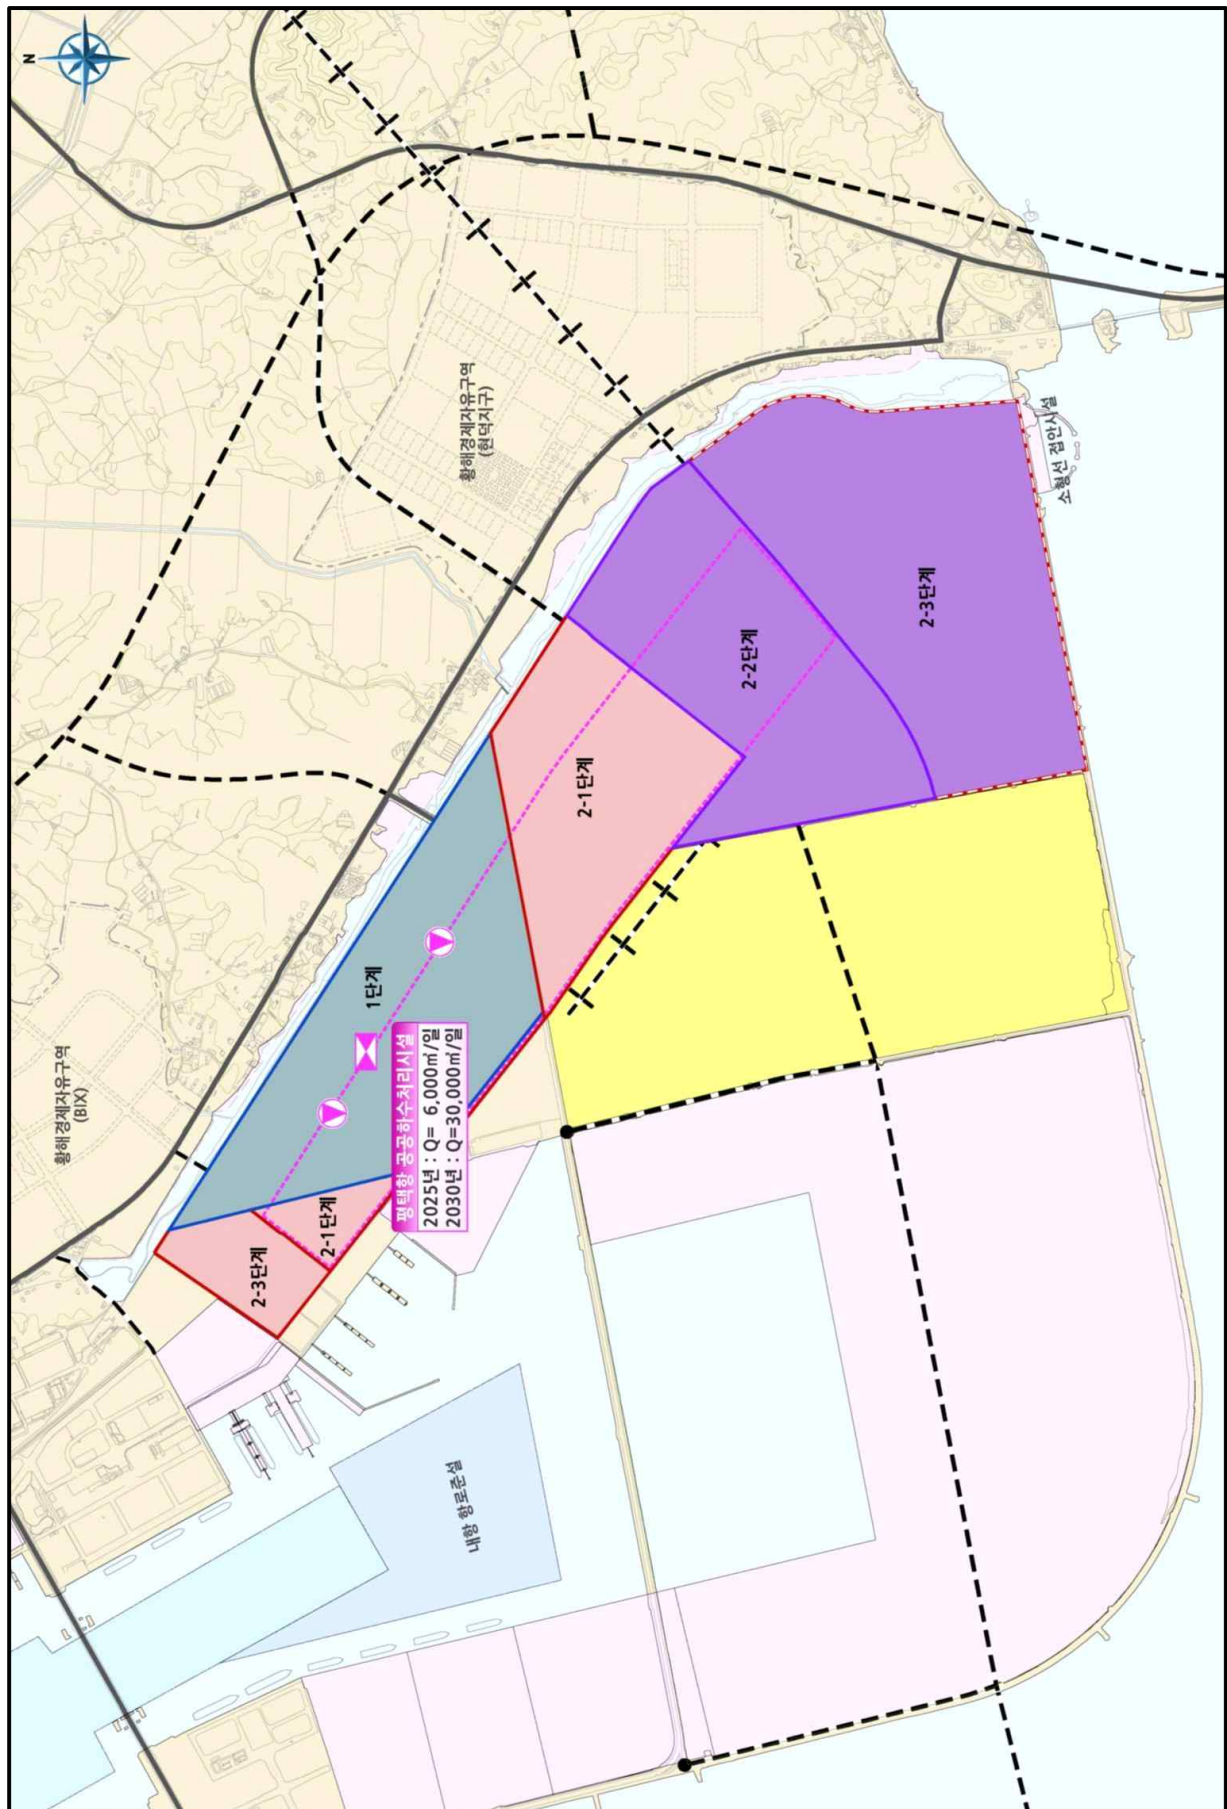 N
황해경제자유구역
(BIX)
황해경제자유구역
(현덕지구)
1단계
평택항 공공하수처리시설
2025년 : Q= 6,000㎥/일
2030년 : Q=30,000㎥/일
2-3단계
2-1단계
2-1단계
2-2단계
2-3단계
소형선 접안시설
내항 항로준설